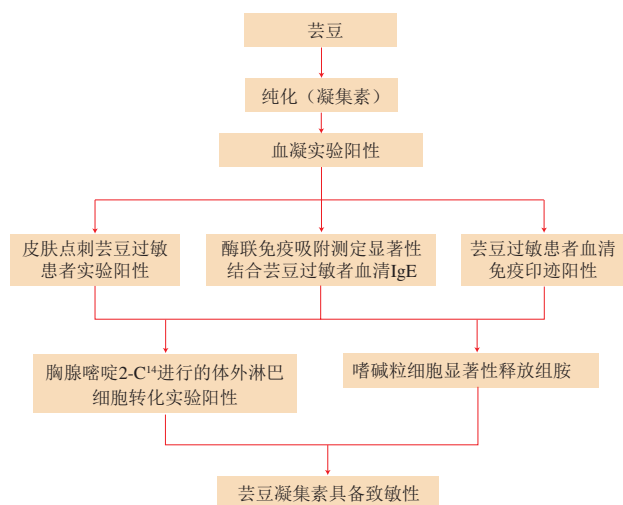 芸豆
纯化（凝集素）
血凝实验阳性
皮肤点刺芸豆过敏
患者实验阳性
酶联免疫吸附测定显著性
结合芸豆过敏者血清IgE
芸豆过敏患者血清
免疫印迹阳性
胸腺嘧啶2-C¹⁴进行的体外淋巴
细胞转化实验阳性
嗜碱粒细胞显著性释放组胺
芸豆凝集素具备致敏性